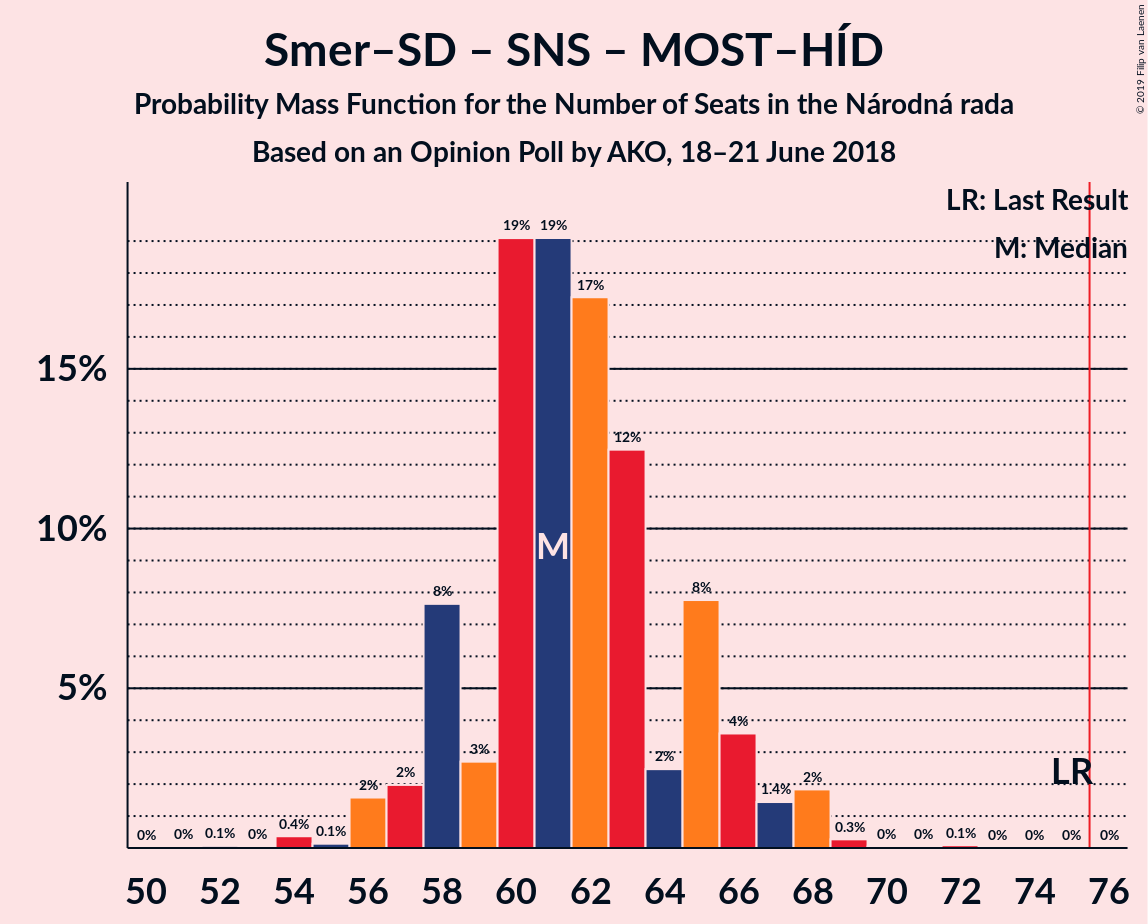 Smer–SD – SNS – MOST–HÍD
Probability Mass Function for the Number of Seats in the Národná rada
Based on an Opinion Poll by AKO, 18–21 June 2018
© 2019 Filip van Laenen
LR: Last Result
M: Median
19% 19%
17%
15%
12%
10%
M
8% 8%
5%
4%
3%
2% 2% 2% 2%
LR
1.4%
0% 0% 0.1% 0% 0.4% 0.1% 0.3% 0% 0% 0.1% 0% 0% 0% 0%
50 52 54 56 58 60 62 64 66 68 70 72 74 76